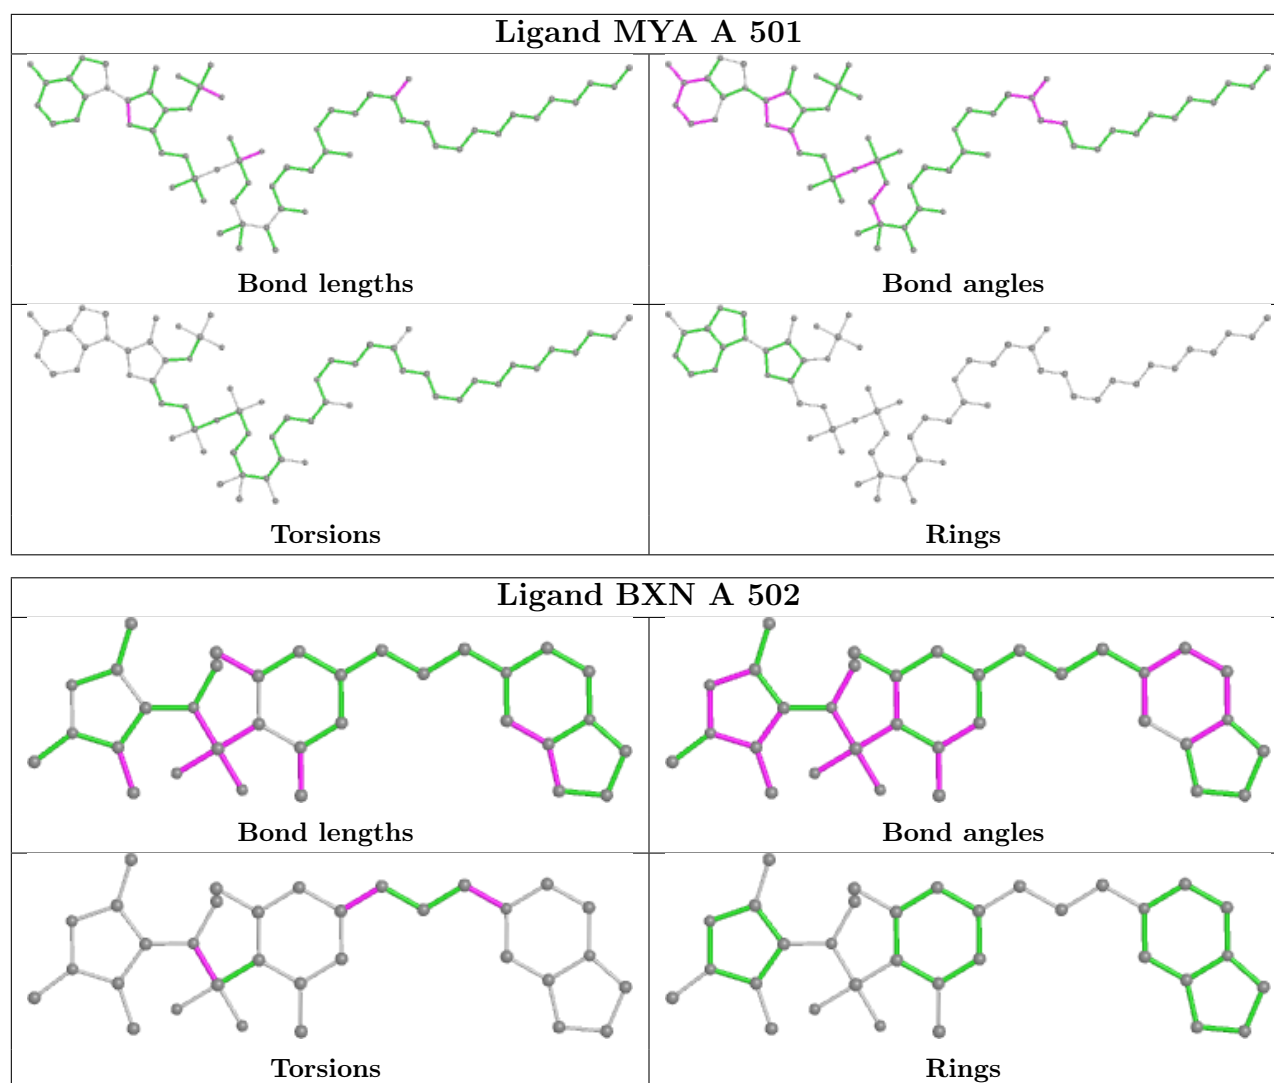 Ligand MYA A 501
Bond lengths
Bond angles
Torsions
Rings
Ligand BXN A 502
Bond lengths
Bond angles
Torsions
Rings